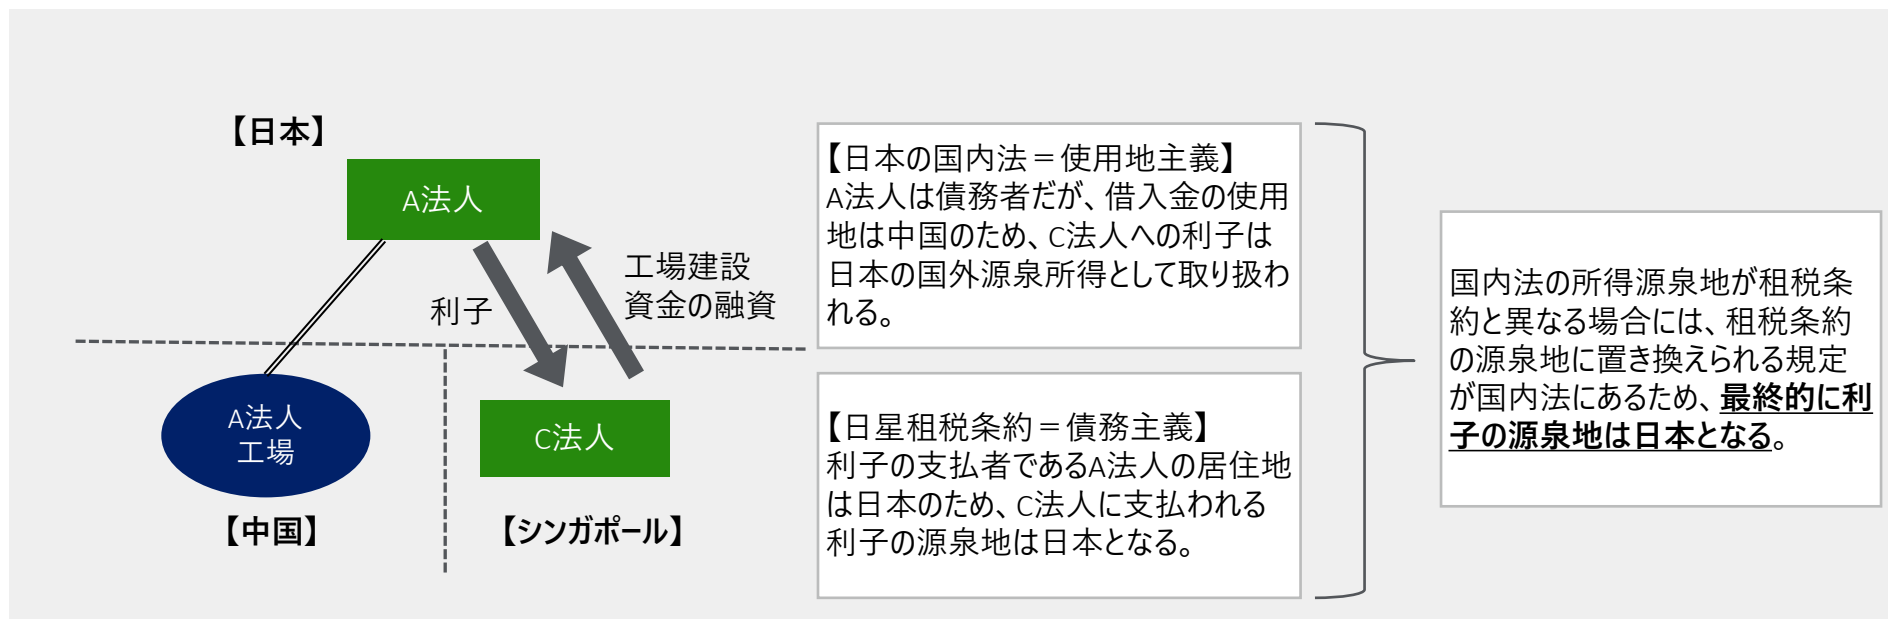 【日本】
A法人
工場建設
資金の融資
利子
A法人
工場
C法人
【中国】
【シンガポール】
【日本の国内法＝使用地主義】
A法人は債務者だが、借入金の使用
地は中国のため、C法人への利子は
日本の国外源泉所得として取り扱わ
れる。
【日星租税条約＝債務主義】
利子の支払者であるA法人の居住地
は日本のため、C法人に支払われる
利子の源泉地は日本となる。
国内法の所得源泉地が租税条
約と異なる場合には、租税条約
の源泉地に置き換えられる規定
が国内法にあるため、最終的に利
子の源泉地は日本となる。